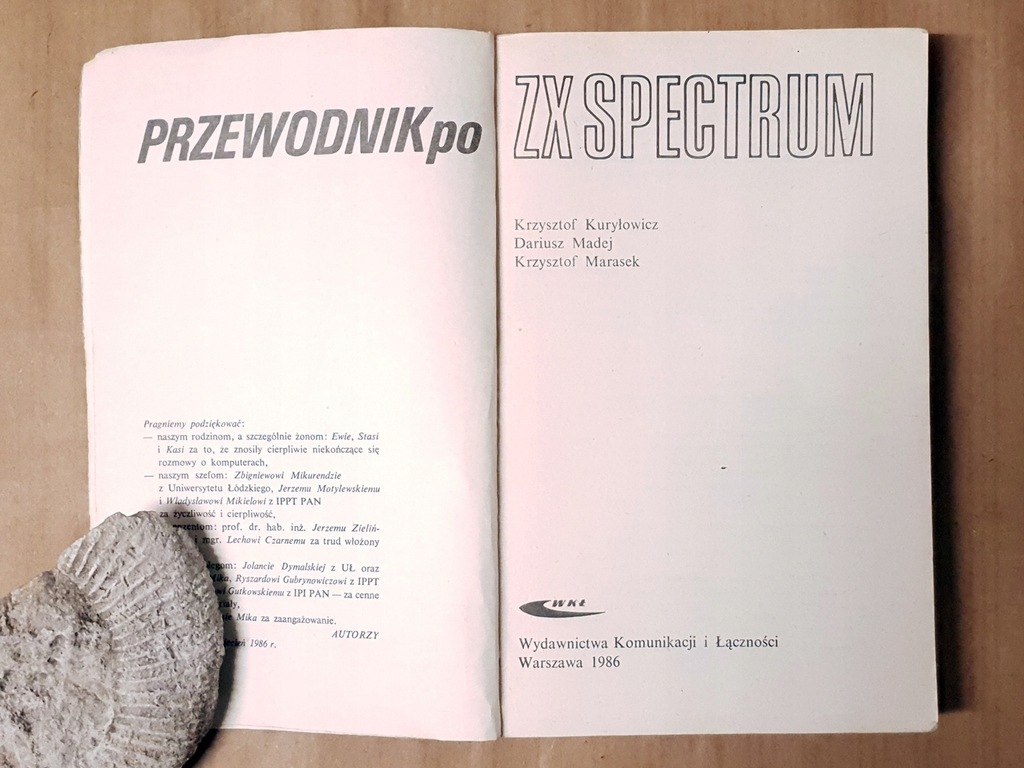 PRZEWODNIK po
Pragniemy podziękować:
— naszym rodzinom, a szczególnie żonom: Ewie, Stasi
i Kasi za to, że znosiły cierpliwie niekończące się
rozmowy o komputerach,
— naszym szefom: Zbigniewowi Mikurendzie
z Uniwersytetu Łódzkiego, Jerzemu Motylewskiemu
i Władysławowi Mikielowi z IPPT PAN
za życzliwość i cierpliwość,
prof. dr. hab. inż. Jerzemu Zieliń-
i mgr. Lechowi Czarnemu za trud włożony
Jolancie Dymalskiej z UŁ oraz
Ryszardowi Gubrynowiczowi z IPPT
Gutkowskiemu z IPI PAN — za cenne
Mika za zaangażowanie.
AUTORZY
1986 r.
ZX SPECTRUM
Krzysztof Kuryłowicz
Dariusz Madej
Krzysztof Marasek
WKŁ
Wydawnictwa Komunikacji i Łączności
Warszawa 1986